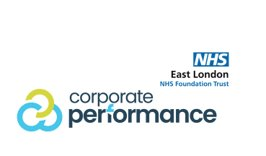 NHS
East London
NHS Foundation Trust
corporate
performance